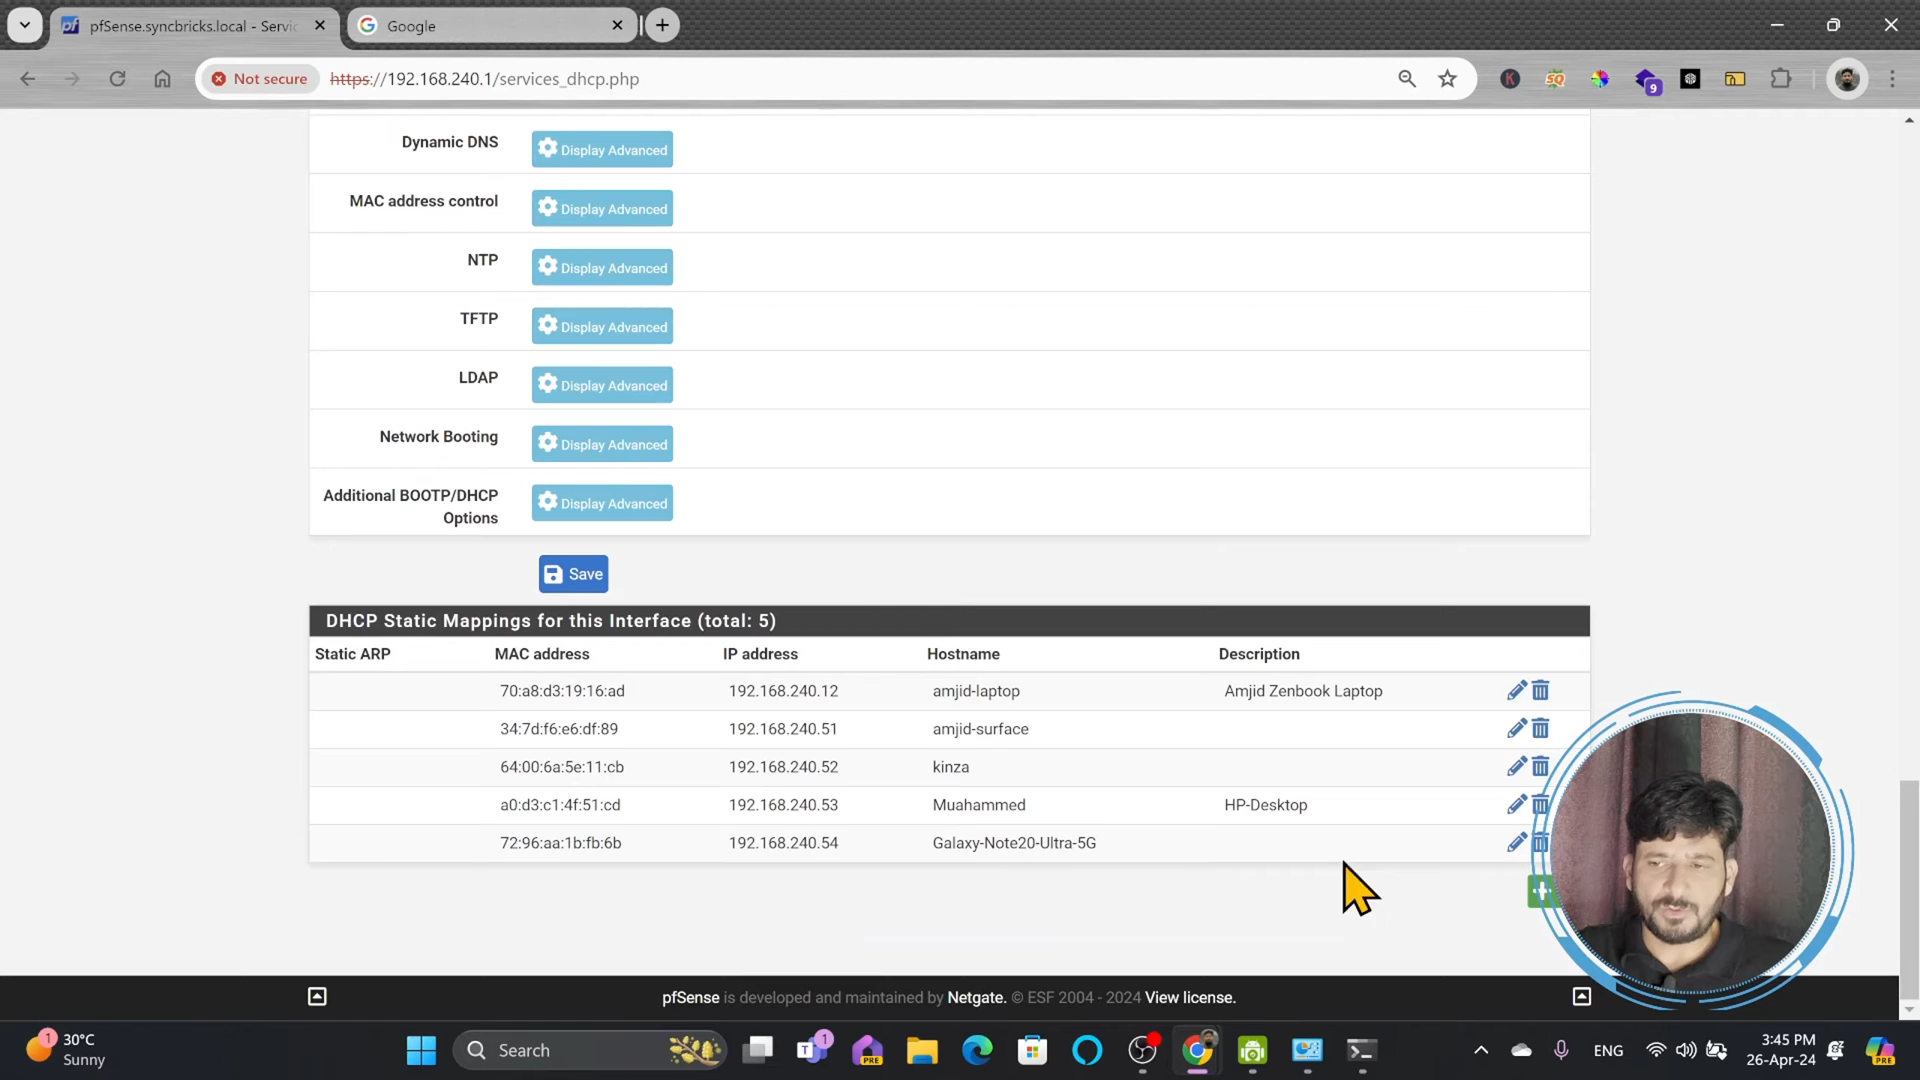 pfSense.syncbricks.local - Servic
Google
Not secure
https://192.168.240.1/services_dhcp.php
9
Dynamic DNS
Display Advanced
MAC address control
Display Advanced
NTP
Display Advanced
TFTP
Display Advanced
LDAP
Display Advanced
Network Booting
Display Advanced
Additional BOOTP/DHCP
Options
Display Advanced
Save
DHCP Static Mappings for this Interface (total: 5)
Static ARP MAC address IP address Hostname Description
70:a8:d3:19:16:ad 192.168.240.12 amjid-laptop Amjid Zenbook Laptop
34:7d:f6:e6:df:89 192.168.240.51 amjid-surface
64:00:6a:5e:11:cb 192.168.240.52 kinza
a0:d3:c1:4f:51:cd 192.168.240.53 Muahammed HP-Desktop
72:96:aa:1b:fb:6b 192.168.240.54 Galaxy-Note20-Ultra-5G
pfSense is developed and maintained by Netgate. © ESF 2004 - 2024 View license.
1
30°C
Sunny
Search
1
PRE
ENG
3:45 PM
26-Apr-24
PRE